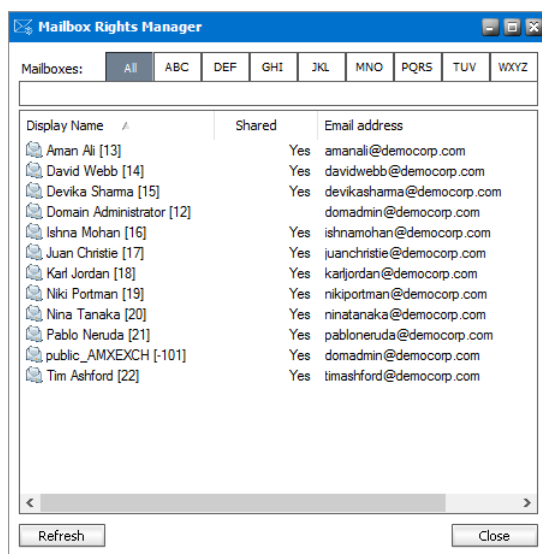 Mailbox Rights Manager
Mailboxes: All ABC DEF GHI JKL MNO PQRS TUV WXYZ
Display Name Shared Email address
Aman Ali [13] Yes amanali@democorp.com
David Webb [14] Yes davidwebb@democorp.com
Devika Sharma [15] Yes devikasharma@democorp.com
Domain Administrator [12] domadmin@democorp.com
Ishna Mohan [16] Yes ishnamohan@democorp.com
Juan Christie [17] Yes juanchristie@democorp.com
Karl Jordan [18] Yes karljordan@democorp.com
Niki Portman [19] Yes nikiportman@democorp.com
Nina Tanaka [20] Yes ninatanaka@democorp.com
Pablo Neruda [21] Yes pabloneruda@democorp.com
public_AMXEXCH [-101] Yes domadmin@democorp.com
Tim Ashford [22] Yes timashford@democorp.com
Refresh Close